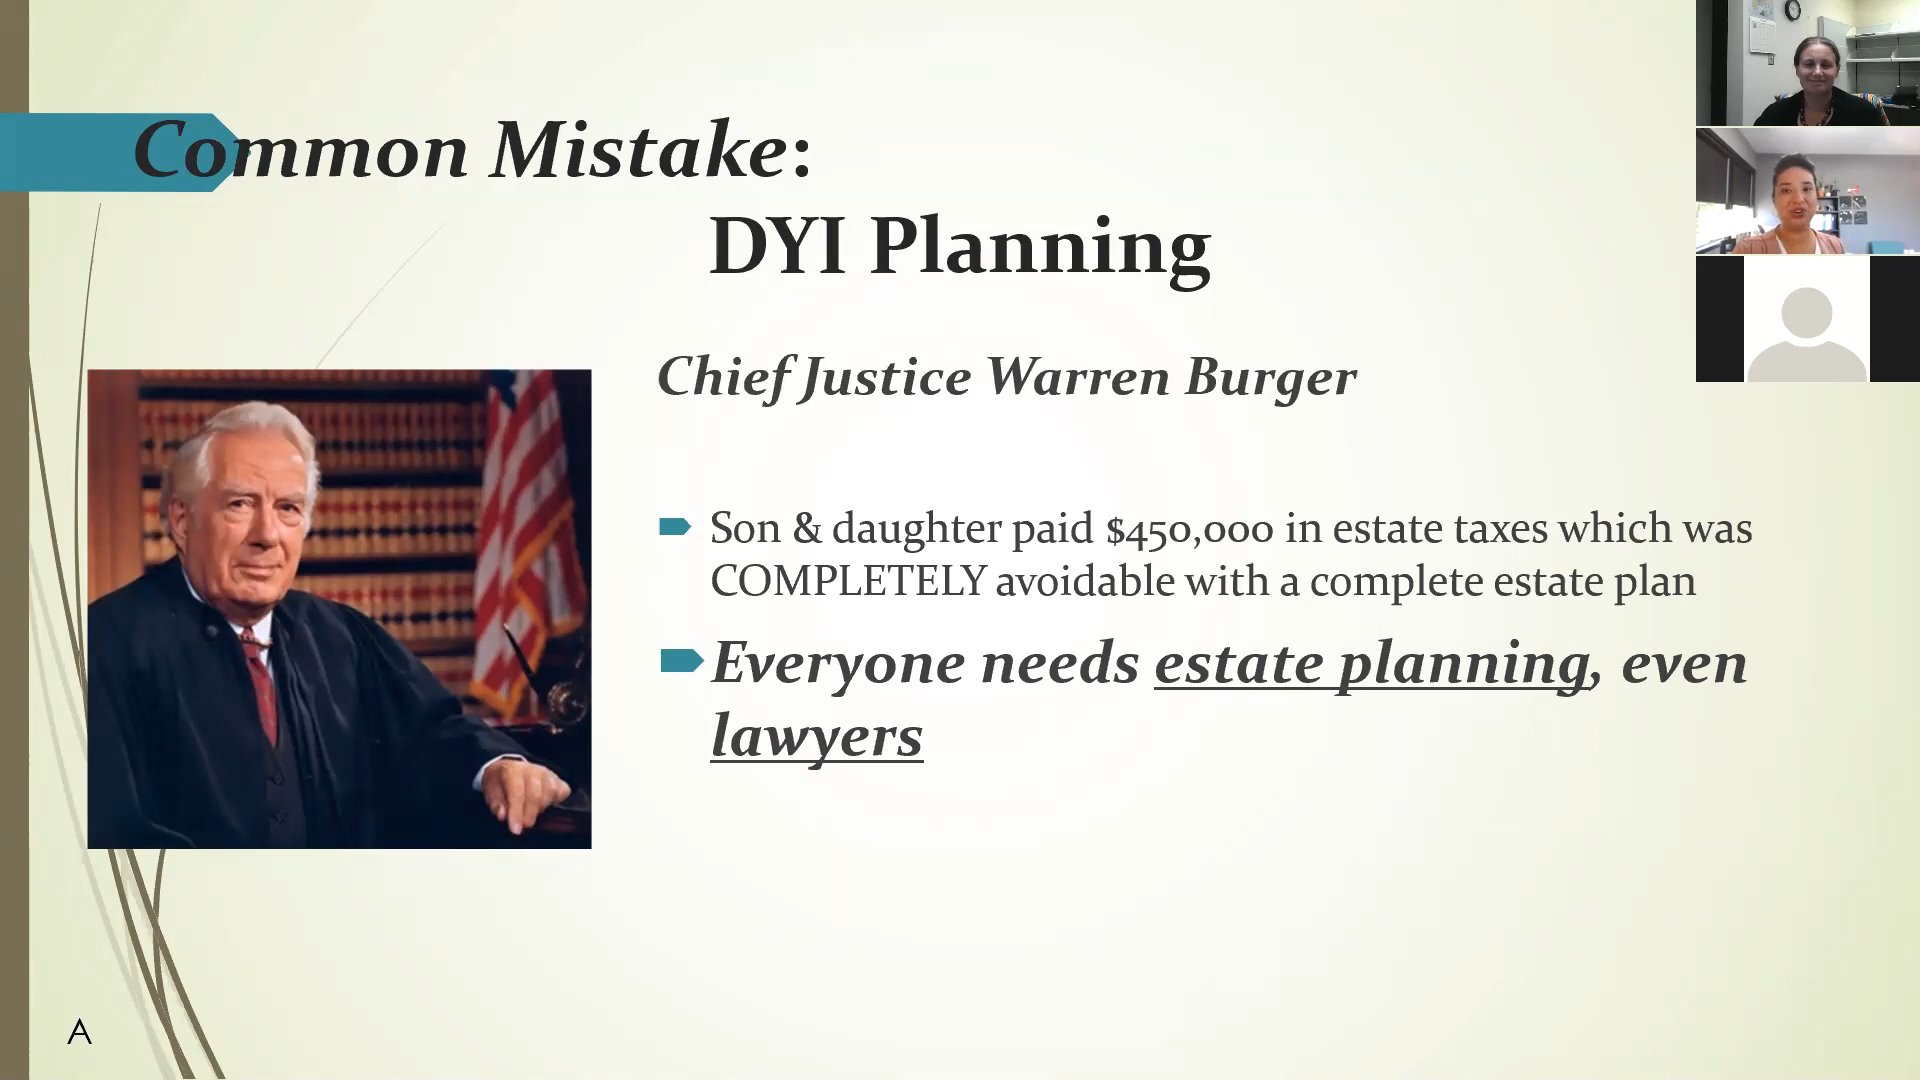 Common Mistake:
DYI Planning
Chief Justice Warren Burger
Son & daughter paid $450,000 in estate taxes which was
COMPLETELY avoidable with a complete estate plan
Everyone needs estate planning, even
lawyers
A